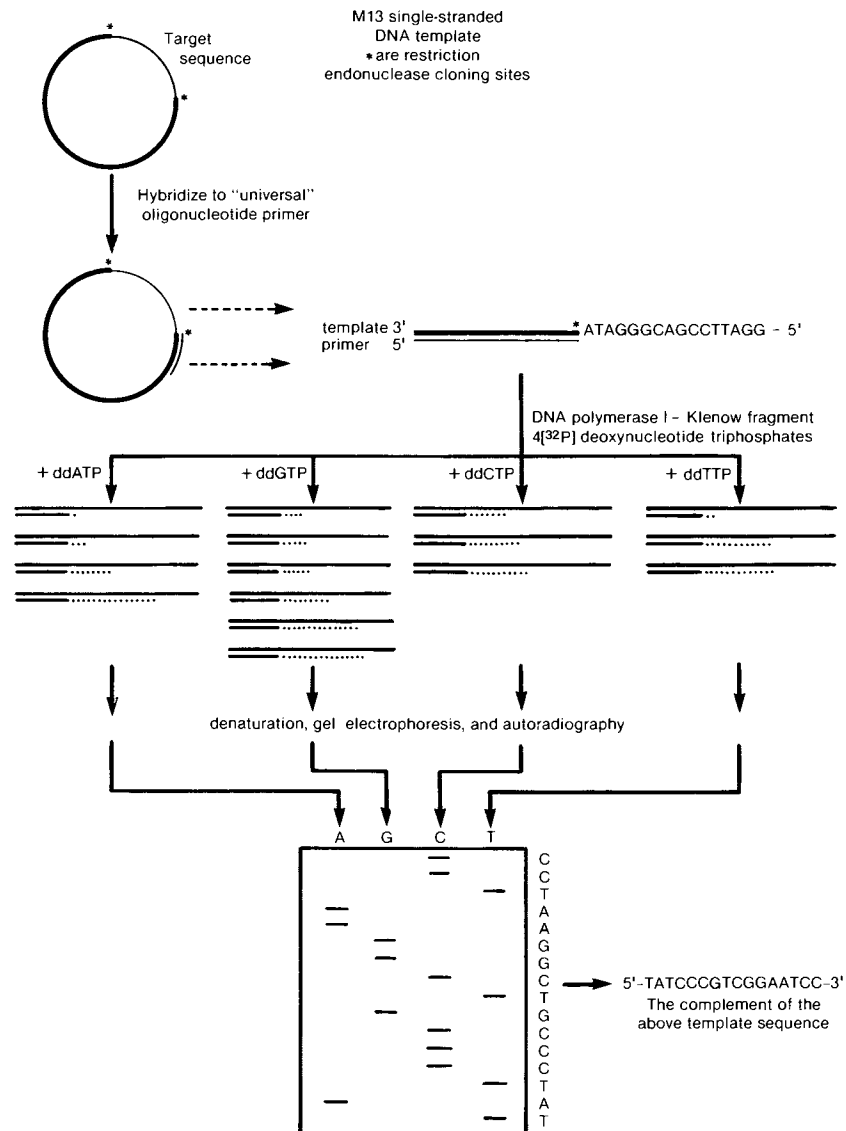 M13 single-stranded
DNA template
* are restriction
endonuclease cloning sites
*
Target
sequence
*
Hybridize to "universal"
oligonucleotide primer
*
*
template 3'
primer 5'
* ATAGGGCAGCCTTAGG - 5'
DNA polymerase I - Klenow fragment
4[³²P] deoxynucleotide triphosphates
+ ddATP
+ ddGTP
+ ddCTP
+ ddTTP
denaturation, gel electrophoresis, and autoradiography
A G C T
C
C
T
A
A
G
G
C
T
G
C
C
C
T
A
T
5'-TATCCCGTCGGAATCC-3'
The complement of the
above template sequence